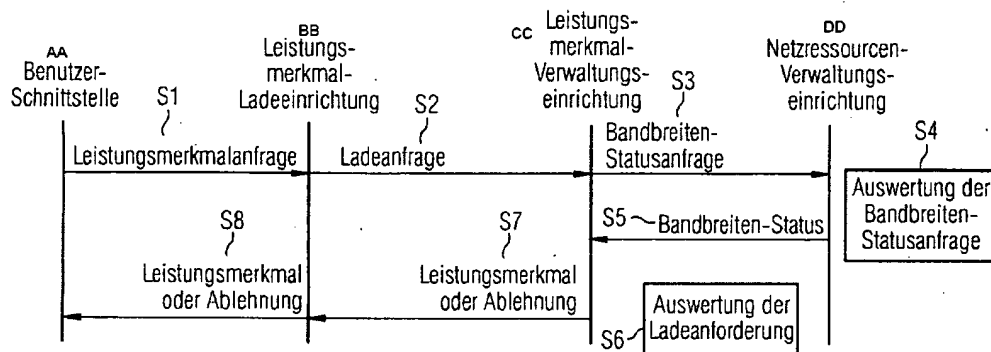 AA
Benutzer-
Schnittstelle
BB
Leistungs-
merkmal-
Ladeeinrichtung
CC
Leistungs-
merkmal-
Verwaltungs-
einrichtung
DD
Netzressourcen-
Verwaltungs-
einrichtung
S1
Leistungsmerkmalanfrage
S2
Ladeanfrage
S3
Bandbreiten-
Statusanfrage
S4
Auswertung der
Bandbreiten-
Statusanfrage
S5
Bandbreiten-Status
S6
Auswertung der
Ladeanforderung
S7
Leistungsmerkmal
oder Ablehnung
S8
Leistungsmerkmal
oder Ablehnung